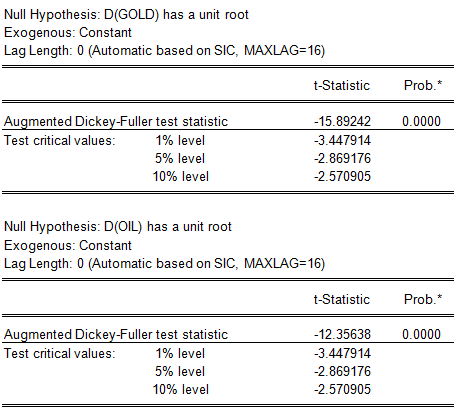 Null Hypothesis: D(GOLD) has a unit root
Exogenous: Constant
Lag Length: 0 (Automatic based on SIC, MAXLAG=16)
t-Statistic Prob.*
Augmented Dickey-Fuller test statistic -15.89242 0.0000
Test critical values: 1% level -3.447914
5% level -2.869176
10% level -2.570905
Null Hypothesis: D(OIL) has a unit root
Exogenous: Constant
Lag Length: 0 (Automatic based on SIC, MAXLAG=16)
t-Statistic Prob.*
Augmented Dickey-Fuller test statistic -12.35638 0.0000
Test critical values: 1% level -3.447914
5% level -2.869176
10% level -2.570905